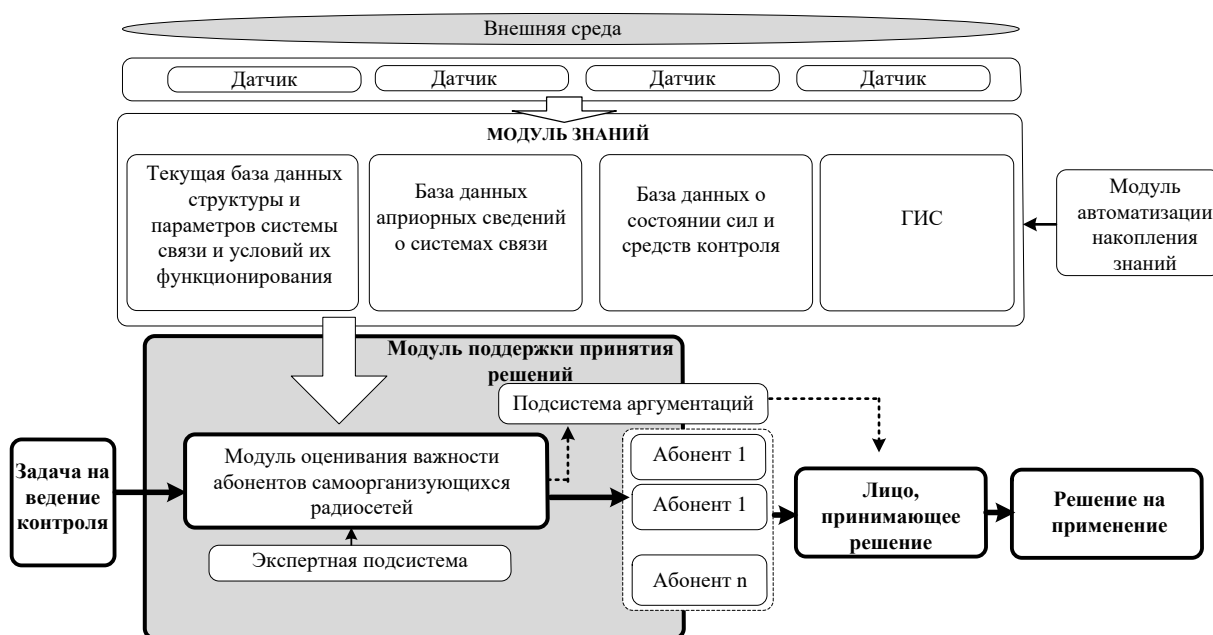 Внешняя среда
Датчик
Датчик
Датчик
Датчик
МОДУЛЬ ЗНАНИЙ
Текущая база данных
структуры и
параметров системы
связи и условий их
функционирования
База данных
априорных сведений
о системах связи
База данных о
состоянии сил и
средств контроля
ГИС
Модуль
автоматизации
накопления
знаний
Модуль поддержки принятия
решений
Подсистема аргументаций
Задача на
ведение
контроля
Модуль оценивания важности
абонентов самоорганизующихся
радиосетей
Экспертная подсистема
Абонент 1
Абонент 1
Абонент n
Лицо,
принимающее
решение
Решение на
применение